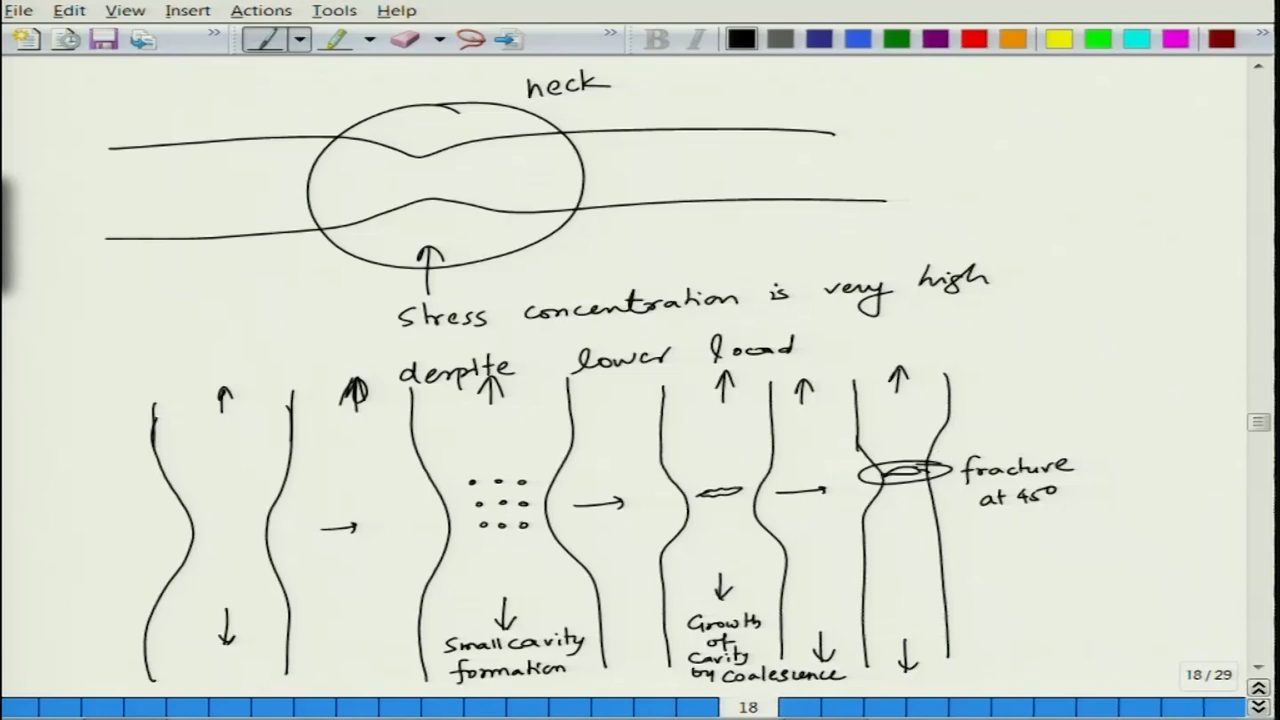 File Edit View Insert Actions Tools Help
B I
neck
Stress concentration is very high
despite lower load
fracture
at 45°
Small cavity
formation
Growth
of
cavity
by coalescence
18 / 29
18